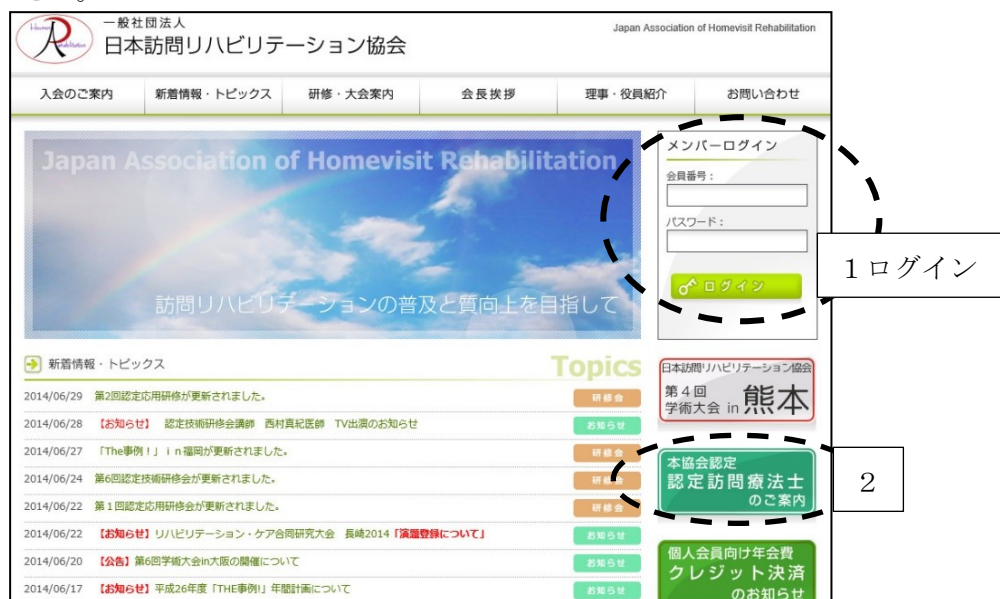 一般社団法人
日本訪問リハビリテーション協会
Japan Association of Homevisit Rehabilitation
入会のご案内 新着情報・トピックス 研修・大会案内 会長挨拶 理事・役員紹介 お問い合わせ
Japan Association of Homevisit Rehabilitation
訪問リハビリテーションの普及と質向上を目指して
メンバーログイン
会員番号：
パスワード：
ログイン
1ログイン
新着情報・トピックス Topics
2014/06/29 第2回認定応用研修が更新されました。 研修会
2014/06/28 【お知らせ】 認定技術研修会講師 西村真紀医師 TV出演のお知らせ お知らせ
2014/06/27 「The事例！」ｉｎ福岡が更新されました。 研修会
2014/06/24 第6回認定技術研修会が更新されました。 研修会
2014/06/22 第１回認定応用研修会が更新されました。 研修会
2014/06/22 【お知らせ】リハビリテーション・ケア合同研究大会 長崎2014「演題登録について」 お知らせ
2014/06/20 【公告】第6回学術大会in大阪の開催について お知らせ
2014/06/17 【お知らせ】平成26年度「THE事例!」年間計画について お知らせ
日本訪問リハビリテーション協会
第4回
学術大会 in 熊本
本協会認定
認定訪問療法士
のご案内
2
個人会員向け年会費
クレジット決済
のお知らせ